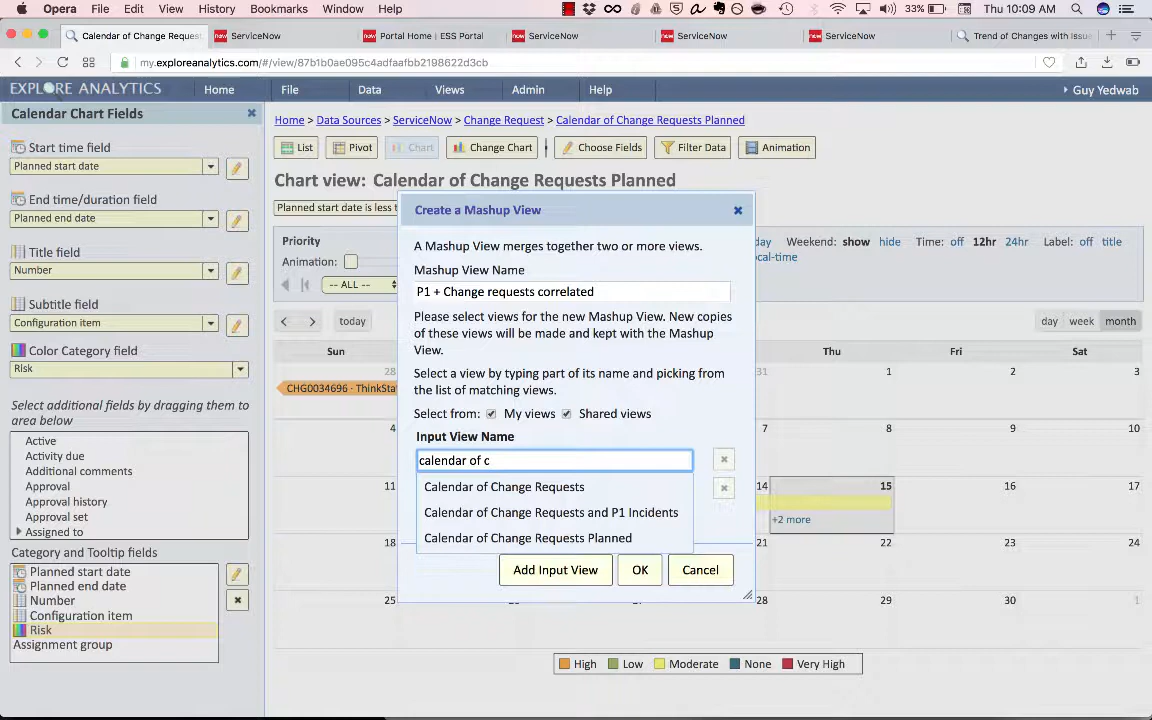 Opera File Edit View History Bookmarks Window Help 33% Thu 10:09 AM
Calendar of Change Request ServiceNow Portal Home | ESS Portal ServiceNow ServiceNow ServiceNow Trend of Changes with Issue
my.exploreanalytics.com/#/view/87b1b0ae095c4adfaafbb2198622d3cb
EXPLORE ANALYTICS Home File Data Views Admin Help Guy Yedwab
Calendar Chart Fields
Start time field
Planned start date
End time/duration field
Planned end date
Title field
Number
Subtitle field
Configuration item
Color Category field
Risk
Select additional fields by dragging them to
area below
Active
Activity due
Additional comments
Approval
Approval history
Approval set
Assigned to
Category and Tooltip fields
Planned start date
Planned end date
Number
Configuration item
Risk
Assignment group
Home > Data Sources > ServiceNow > Change Request > Calendar of Change Requests Planned
List Pivot Chart Change Chart Choose Fields Filter Data Animation
Chart view: Calendar of Change Requests Planned
Planned start date is less t
Priority
Animation:
-- ALL --
day Weekend: show hide Time: off 12hr 24hr Label: off title
cal-time
today
day week month
Sun Thu Fri Sat
28 31 1 2 3
CHG0034696 - ThinkSta
4 7 8 9 10
11 14 15 16 17
+2 more
18 21 22 23 24
25 28 29 30 1
High Low Moderate None Very High
Create a Mashup View
A Mashup View merges together two or more views.
Mashup View Name
P1 + Change requests correlated
Please select views for the new Mashup View. New copies
of these views will be made and kept with the Mashup
View.
Select a view by typing part of its name and picking from
the list of matching views.
Select from: My views Shared views
Input View Name
calendar of c
Calendar of Change Requests
Calendar of Change Requests and P1 Incidents
Calendar of Change Requests Planned
Add Input View OK Cancel